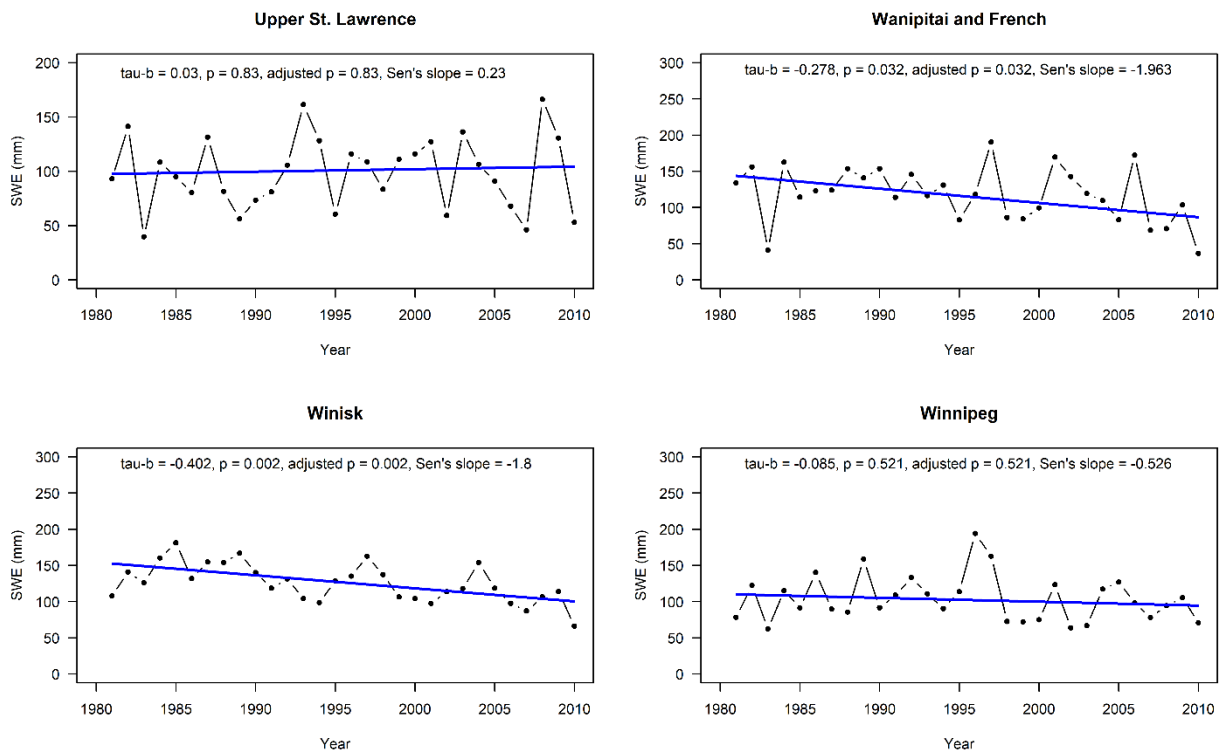 Upper St. Lawrence
tau-b = 0.03, p = 0.83, adjusted p = 0.83, Sen's slope = 0.23
SWE (mm)
200
150
100
50
0
1980 1985 1990 1995 2000 2005 2010
Year
Wanipitai and French
tau-b = -0.278, p = 0.032, adjusted p = 0.032, Sen's slope = -1.963
SWE (mm)
300
250
200
150
100
50
0
1980 1985 1990 1995 2000 2005 2010
Year
Winisk
tau-b = -0.402, p = 0.002, adjusted p = 0.002, Sen's slope = -1.8
SWE (mm)
300
250
200
150
100
50
0
1980 1985 1990 1995 2000 2005 2010
Year
Winnipeg
tau-b = -0.085, p = 0.521, adjusted p = 0.521, Sen's slope = -0.526
SWE (mm)
300
250
200
150
100
50
0
1980 1985 1990 1995 2000 2005 2010
Year